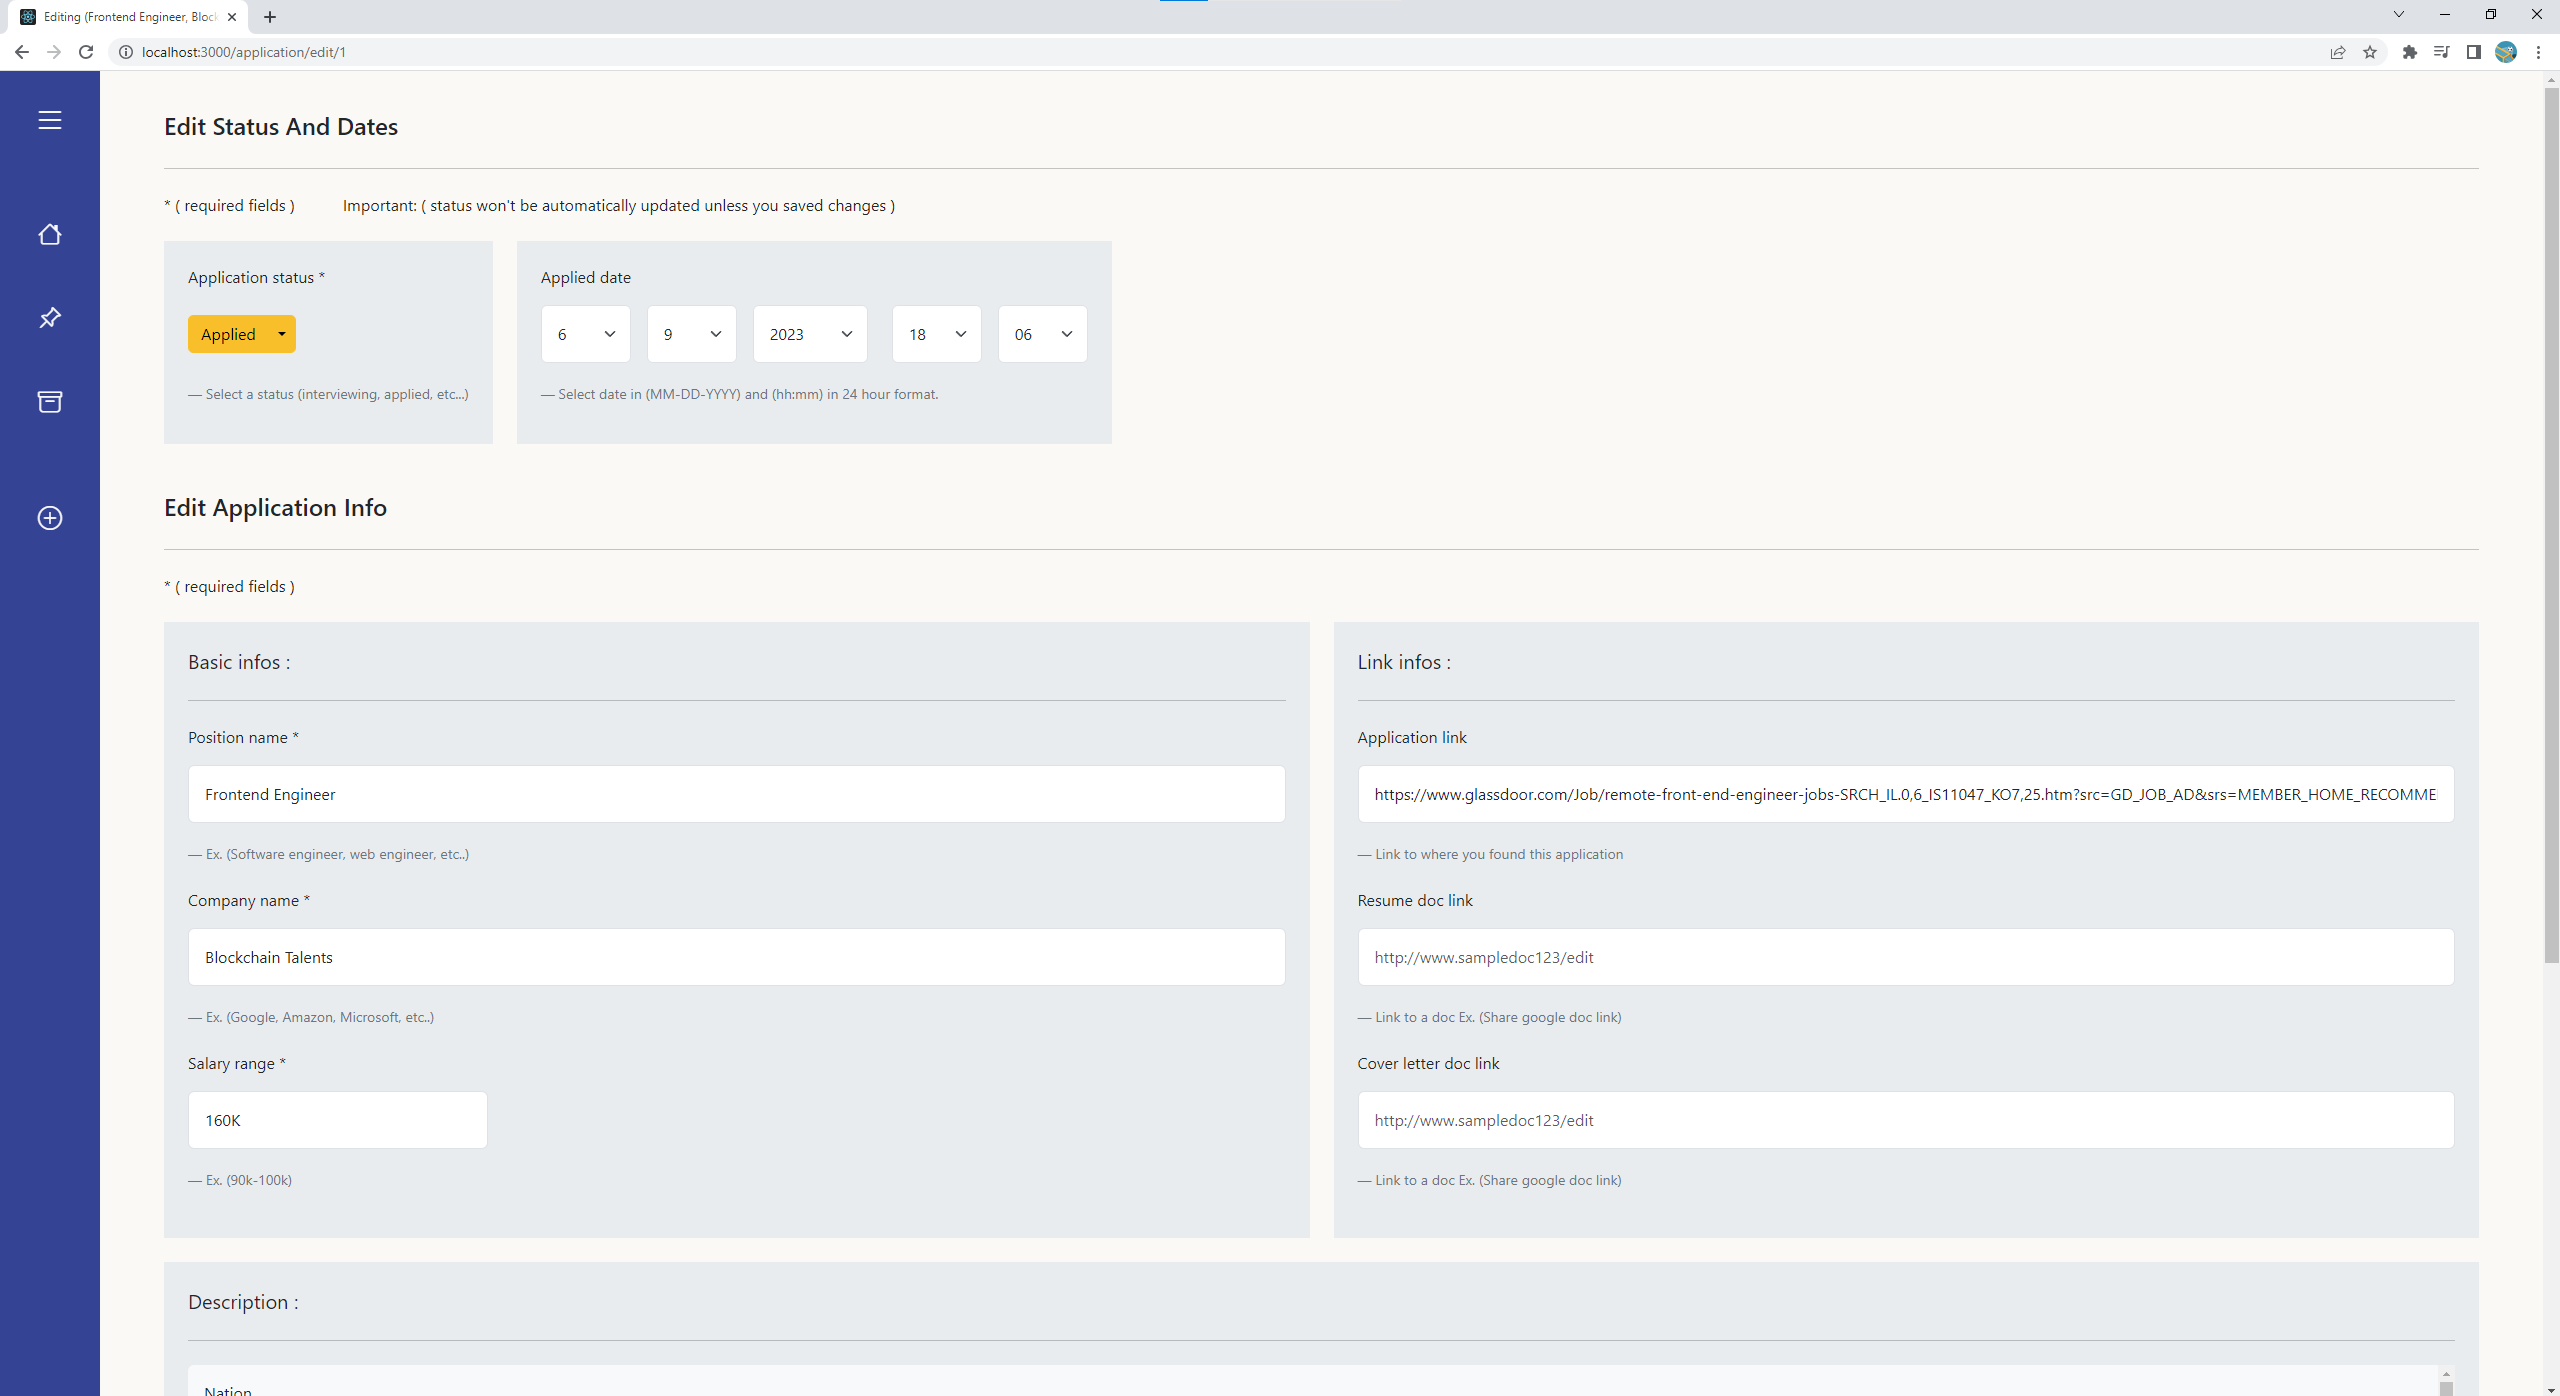 Editing (Frontend Engineer, Block
localhost:3000/application/edit/1
Edit Status And Dates
* ( required fields ) Important: ( status won't be automatically updated unless you saved changes )
Application status *
Applied
— Select a status (interviewing, applied, etc...)
Applied date
6 9 2023 18 06
— Select date in (MM-DD-YYYY) and (hh:mm) in 24 hour format.
Edit Application Info
* ( required fields )
Basic infos :
Position name *
Frontend Engineer
— Ex. (Software engineer, web engineer, etc..)
Company name *
Blockchain Talents
— Ex. (Google, Amazon, Microsoft, etc..)
Salary range *
160K
— Ex. (90k-100k)
Link infos :
Application link
https://www.glassdoor.com/Job/remote-front-end-engineer-jobs-SRCH_IL.0,6_IS11047_KO7,25.htm?src=GD_JOB_AD&srs=MEMBER_HOME_RECOMME
— Link to where you found this application
Resume doc link
http://www.sampledoc123/edit
— Link to a doc Ex. (Share google doc link)
Cover letter doc link
http://www.sampledoc123/edit
— Link to a doc Ex. (Share google doc link)
Description :
Nation